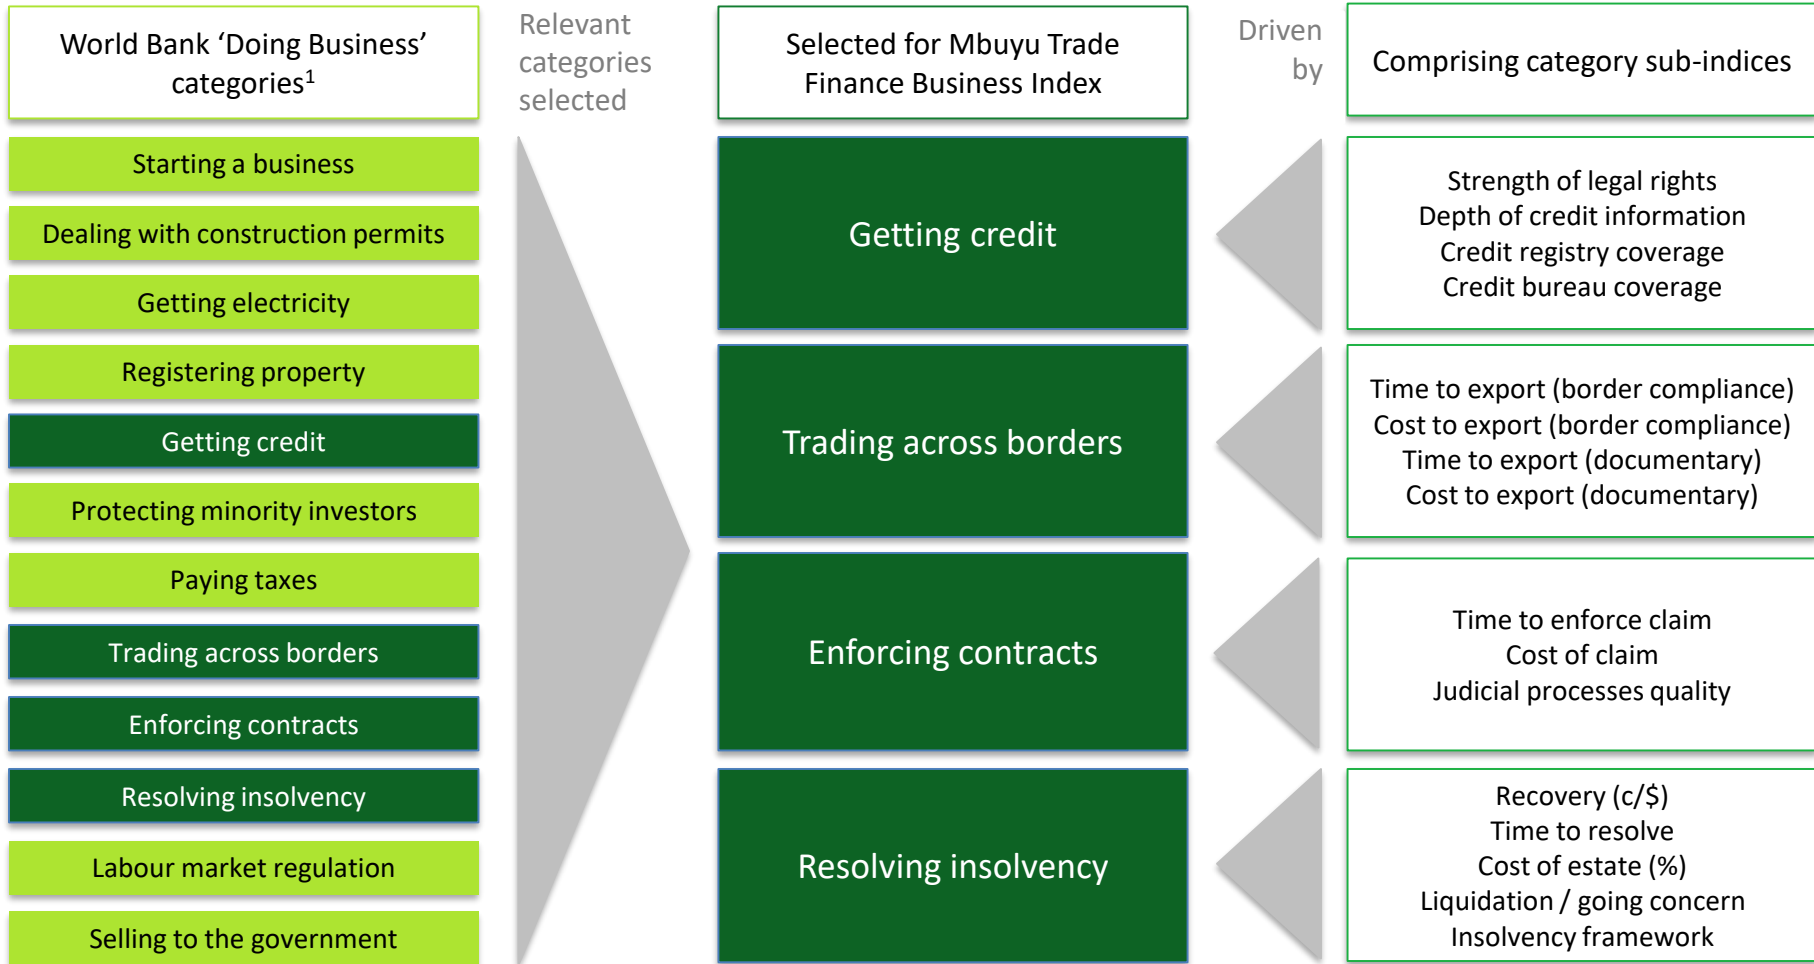 World Bank ‘Doing Business’
categories1
Relevant
categories
selected
Selected for Mbuyu Trade
Finance Business Index
Driven
by
Comprising category sub-indices
Starting a business
Dealing with construction permits
Getting electricity
Registering property
Getting credit
Protecting minority investors
Paying taxes
Trading across borders
Enforcing contracts
Resolving insolvency
Labour market regulation
Selling to the government
Getting credit
Trading across borders
Enforcing contracts
Resolving insolvency
Strength of legal rights
Depth of credit information
Credit registry coverage
Credit bureau coverage
Time to export (border compliance)
Cost to export (border compliance)
Time to export (documentary)
Cost to export (documentary)
Time to enforce claim
Cost of claim
Judicial processes quality
Recovery (c/$)
Time to resolve
Cost of estate (%)
Liquidation / going concern
Insolvency framework